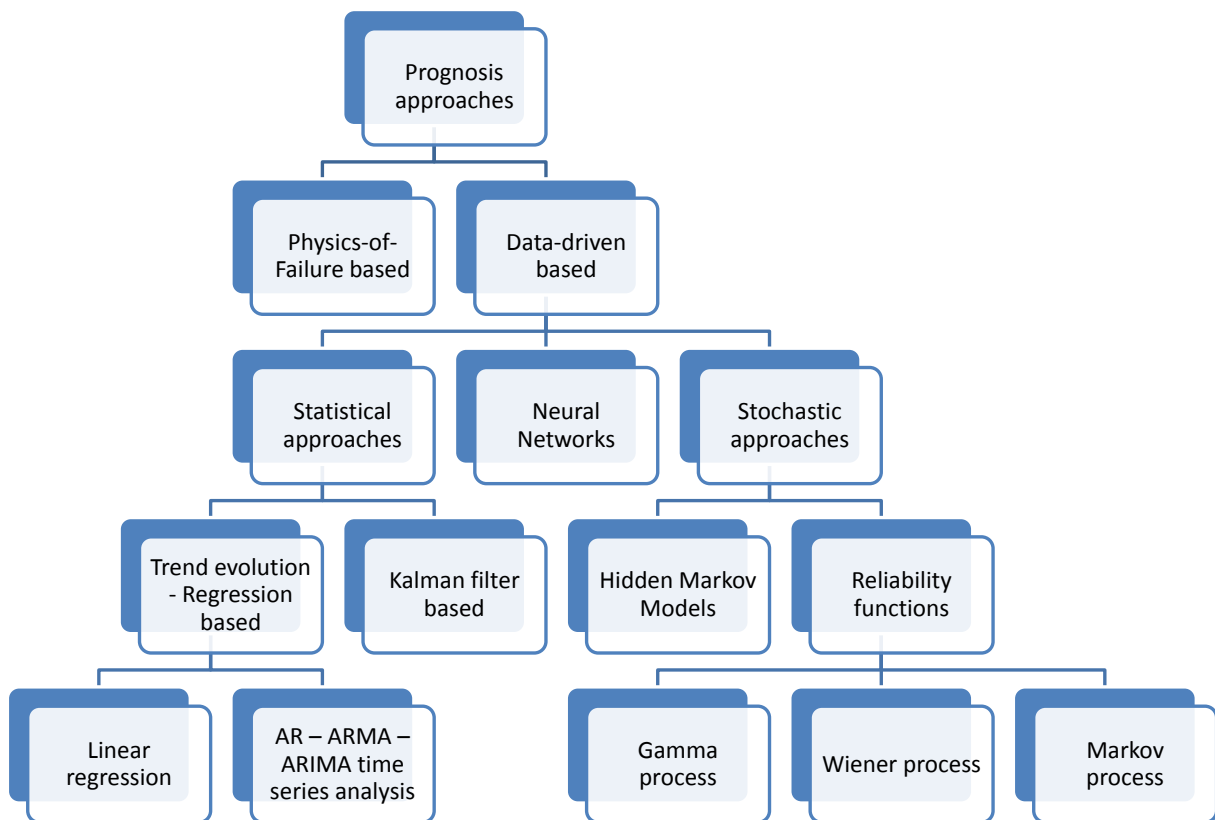 Prognosis
approaches
Physics-of-
Failure based
Data-driven
based
Statistical
approaches
Neural
Networks
Stochastic
approaches
Trend evolution
- Regression
based
Kalman filter
based
Hidden Markov
Models
Reliability
functions
Linear
regression
AR – ARMA –
ARIMA time
series analysis
Gamma
process
Wiener process
Markov
process